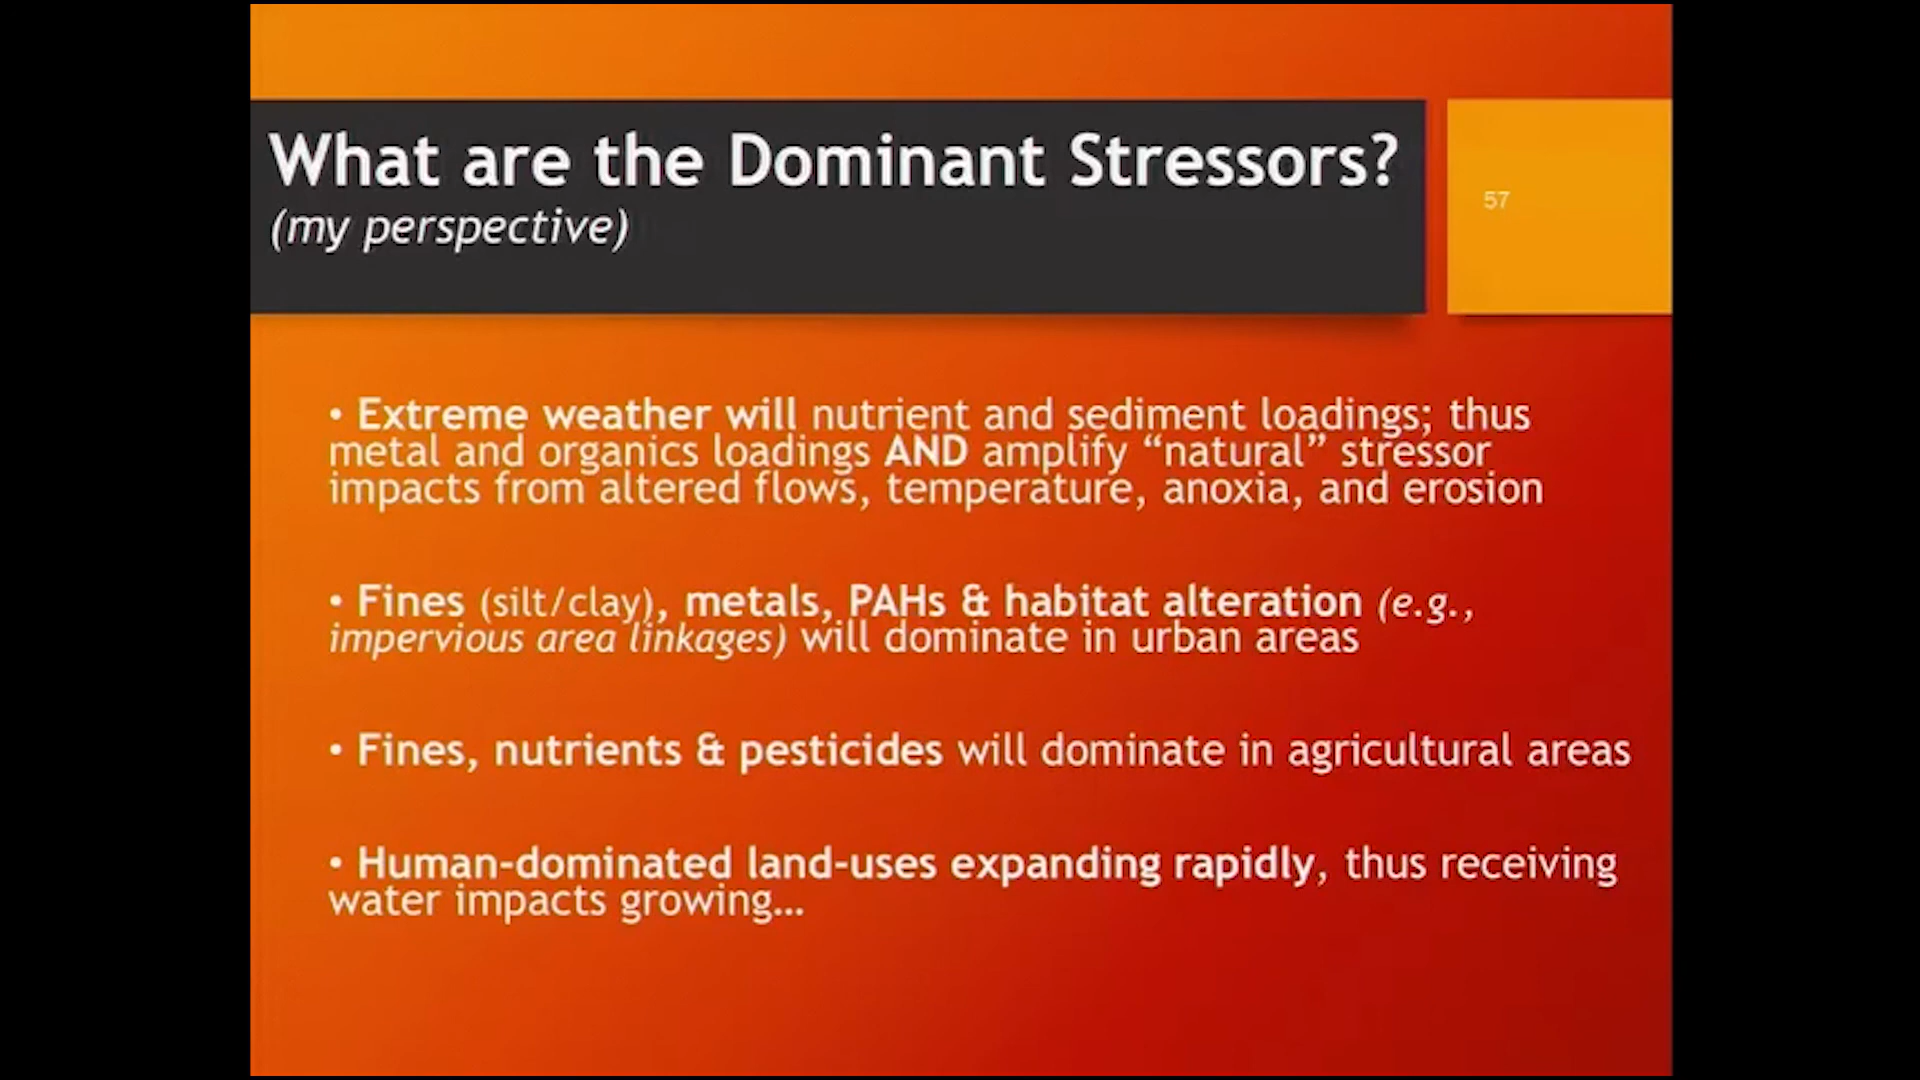 What are the Dominant Stressors?
(my perspective)
57
• Extreme weather will nutrient and sediment loadings; thus
metal and organics loadings AND amplify “natural” stressor
impacts from altered flows, temperature, anoxia, and erosion
• Fines (silt/clay), metals, PAHs & habitat alteration (e.g.,
impervious area linkages) will dominate in urban areas
• Fines, nutrients & pesticides will dominate in agricultural areas
• Human-dominated land-uses expanding rapidly, thus receiving
water impacts growing…